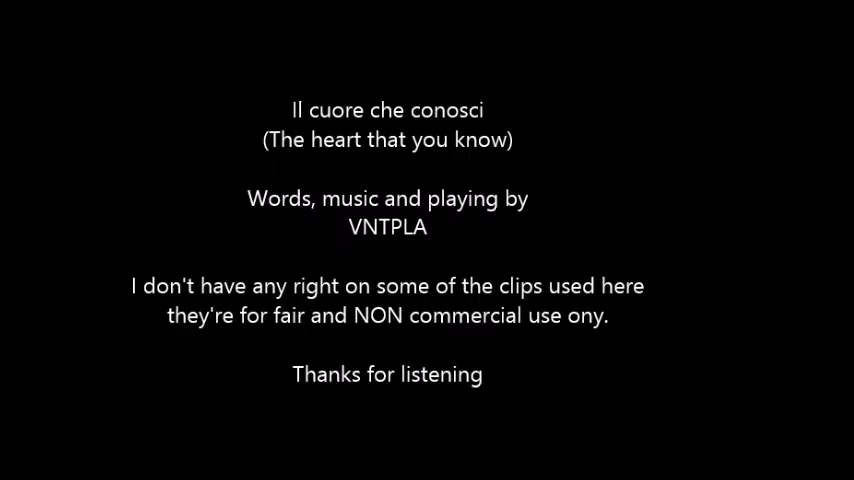 Il cuore che conosci
(The heart that you know)
Words, music and playing by
VNTPLA
I don't have any right on some of the clips used here
they're for fair and NON commercial use ony.
Thanks for listening